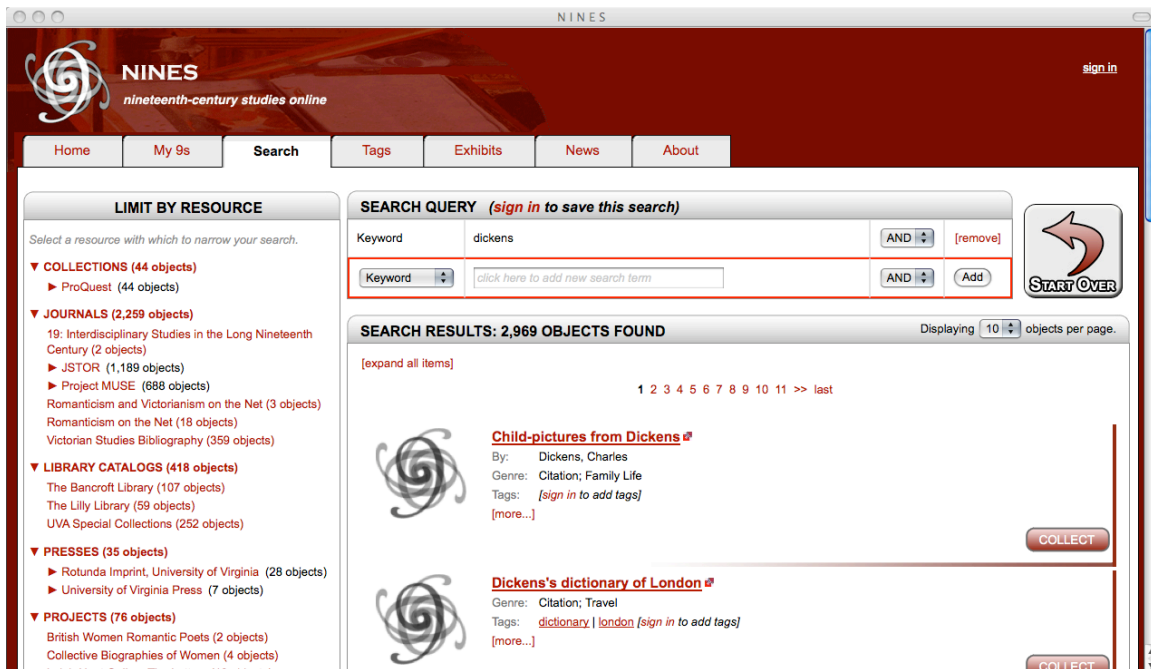 NINES
NINES
nineteenth-century studies online
sign in
Home
My 9s
Search
Tags
Exhibits
News
About
LIMIT BY RESOURCE
Select a resource with which to narrow your search.
▼ COLLECTIONS (44 objects)
► ProQuest (44 objects)
▼ JOURNALS (2,259 objects)
19: Interdisciplinary Studies in the Long Nineteenth
Century (2 objects)
► JSTOR (1,189 objects)
► Project MUSE (688 objects)
Romanticism and Victorianism on the Net (3 objects)
Romanticism on the Net (18 objects)
Victorian Studies Bibliography (359 objects)
▼ LIBRARY CATALOGS (418 objects)
The Bancroft Library (107 objects)
The Lilly Library (59 objects)
UVA Special Collections (252 objects)
▼ PRESSES (35 objects)
► Rotunda Imprint, University of Virginia (28 objects)
► University of Virginia Press (7 objects)
▼ PROJECTS (76 objects)
British Women Romantic Poets (2 objects)
Collective Biographies of Women (4 objects)
SEARCH QUERY (sign in to save this search)
Keyword dickens AND [remove]
Keyword click here to add new search term AND Add
START OVER
SEARCH RESULTS: 2,969 OBJECTS FOUND
Displaying 10 objects per page.
[expand all items]
1 2 3 4 5 6 7 8 9 10 11 >> last
Child-pictures from Dickens
By: Dickens, Charles
Genre: Citation; Family Life
Tags: [sign in to add tags]
[more...]
COLLECT
Dickens's dictionary of London
Genre: Citation; Travel
Tags: dictionary | london [sign in to add tags]
[more...]
COLLECT